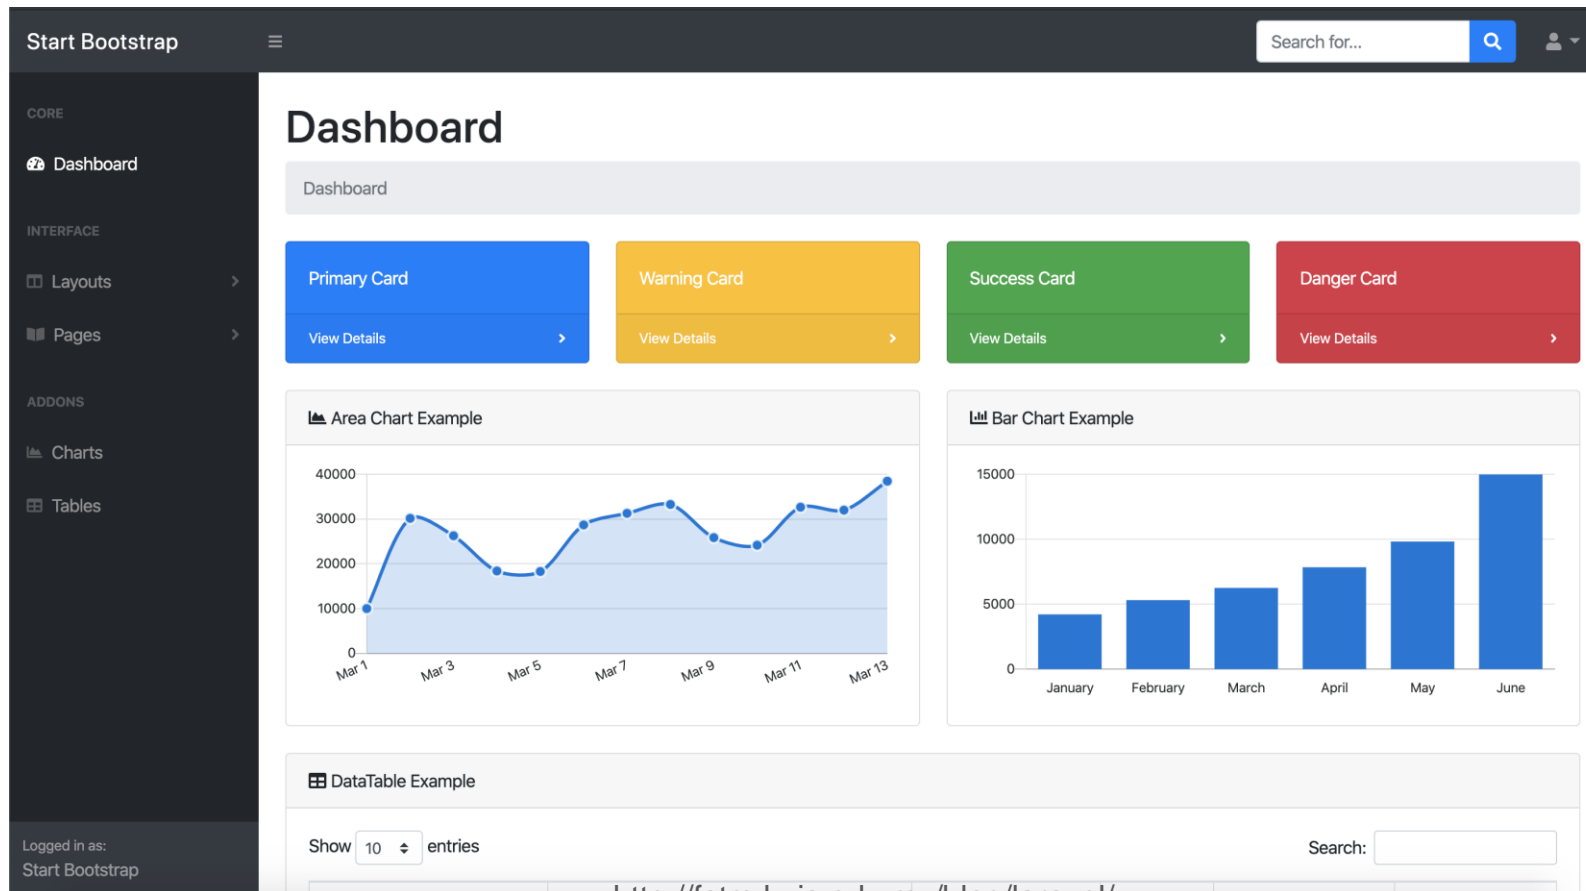 Start Bootstrap
Search for...
CORE
Dashboard
INTERFACE
Layouts
Pages
ADDONS
Charts
Tables
Logged in as:
Start Bootstrap
Dashboard
Dashboard
Primary Card
View Details
Warning Card
View Details
Success Card
View Details
Danger Card
View Details
Area Chart Example
40000
30000
20000
10000
0
Mar 1 Mar 3 Mar 5 Mar 7 Mar 9 Mar 11 Mar 13
Bar Chart Example
15000
10000
5000
0
January February March April May June
DataTable Example
Show 10 entries
Search: